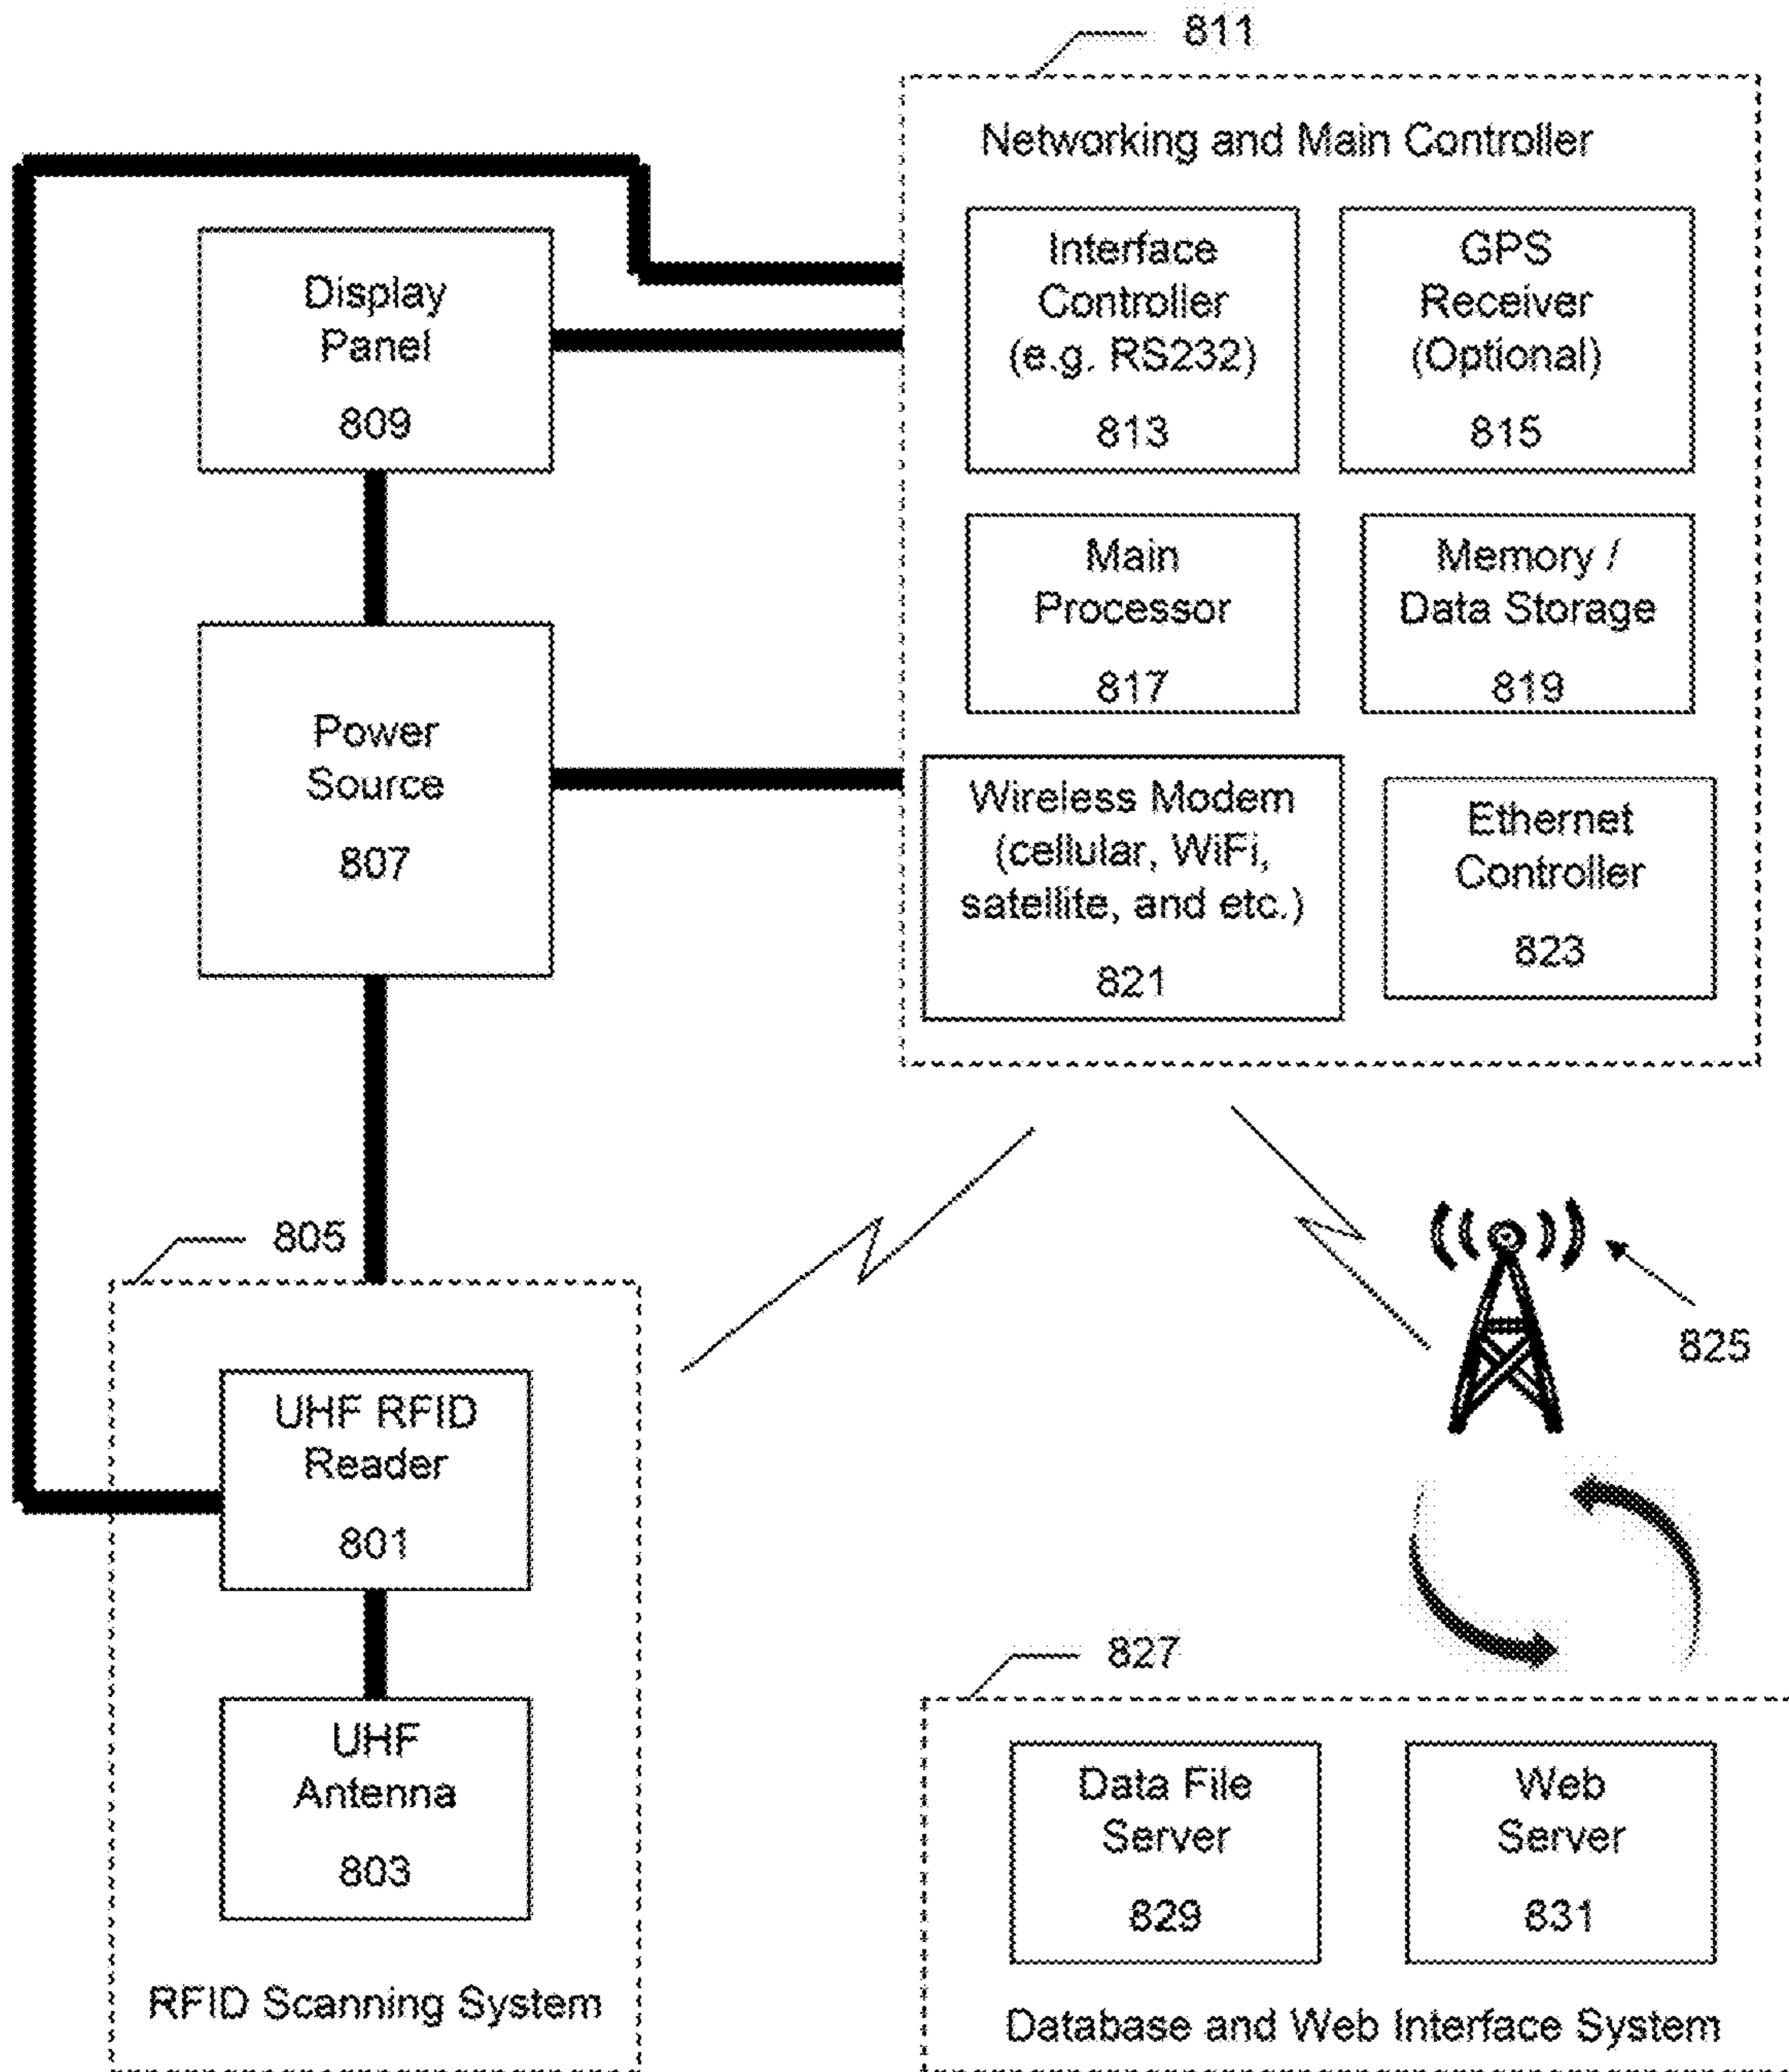 811
Networking and Main Controller
Interface
Controller
(e.g. RS232)
813
GPS
Receiver
(Optional)
815
Display
Panel
809
Main
Processor
817
Memory /
Data Storage
819
Power
Source
807
Wireless Modem
(cellular, WiFi,
satellite, and etc.)
821
Ethernet
Controller
823
805
825
UHF RFID
Reader
801
UHF
Antenna
803
RFID Scanning System
827
Data File
Server
829
Web
Server
831
Database and Web Interface System